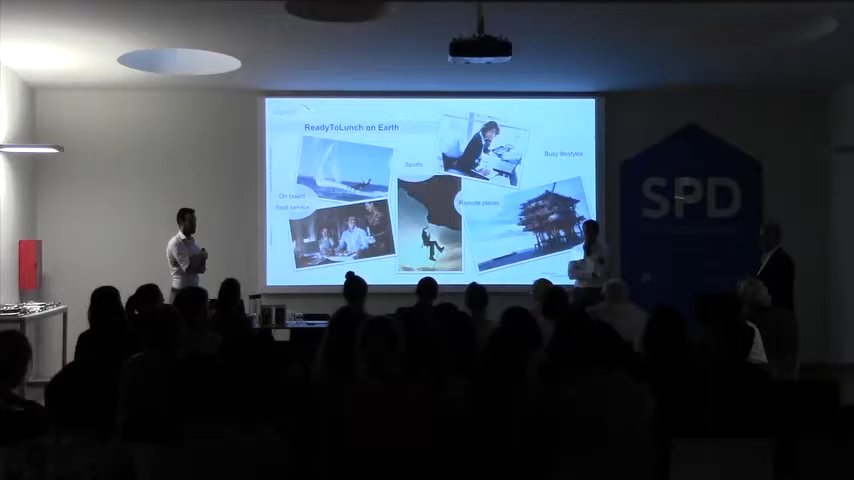 ReadyToLunch on Earth
Sports
Busy lifestyles
On board
food service
Remote places
SPD